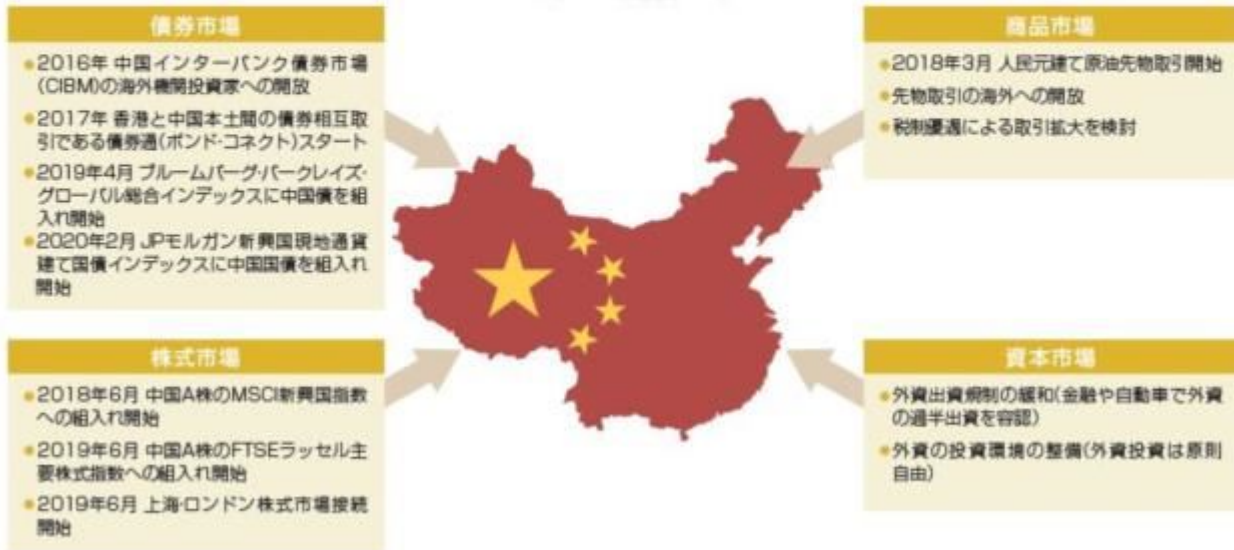 債券市場
●2016年 中国インターバンク債券市場
(CIBM)の海外機関投資家への開放
●2017年 香港と中国本土間の債券相互取
引である債券通(ボンド・コネクト)スタート
●2019年4月 ブルームバーグ・バークレイズ・
グローバル総合インデックスに中国債を組
入れ開始
●2020年2月 JPモルガン新興国現地通貨
建て国債インデックスに中国国債を組入れ
開始
株式市場
●2018年6月 中国A株のMSCI新興国指数
への組入れ開始
●2019年6月 中国A株のFTSEラッセル主
要株式指数への組入れ開始
●2019年6月 上海・ロンドン株式市場接続
開始
商品市場
●2018年3月 人民元建て原油先物取引開始
●先物取引の海外への開放
●税制優遇による取引拡大を検討
資本市場
●外資出資規制の緩和(金融や自動車で外資
の過半出資を容認)
●外資の投資環境の整備(外資投資は原則
自由)